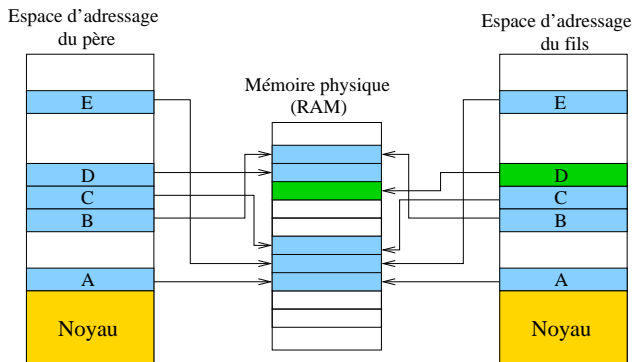 Espace d'adressage
du père
E
D
C
B
A
Noyau
Mémoire physique
(RAM)
Espace d'adressage
du fils
E
D
C
B
A
Noyau